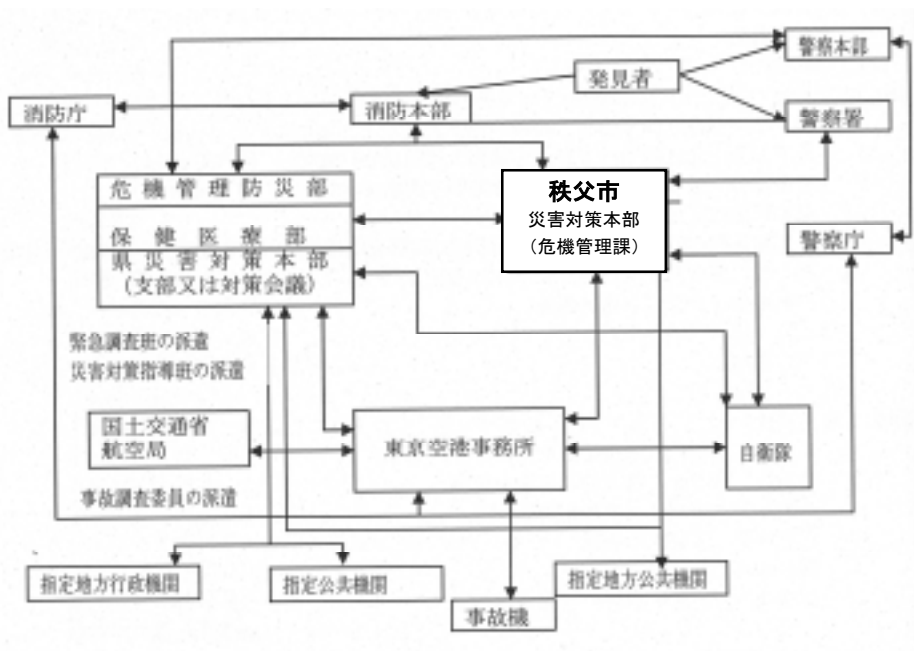 警察本部
発見者
消防庁
消防本部
警察署
危機管理防災部
保健医療部
県災害対策本部
(支部又は対策会議)
秩父市
災害対策本部
(危機管理課)
警察庁
緊急調査班の派遣
災害対策指導班の派遣
国土交通省
航空局
東京空港事務所
自衛隊
事故調査委員の派遣
指定地方行政機関
指定公共機関
指定地方公共機関
事故機